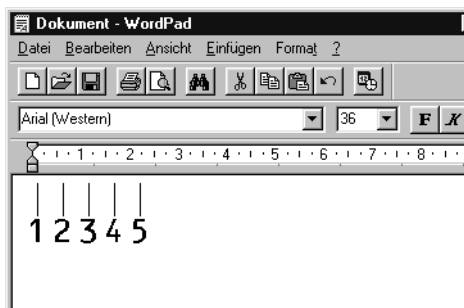 Dokument - WordPad
Datei Bearbeiten Ansicht Einfügen Format ?
Arial (Western) 36 F K
1 2 3 4 5 6 7 8
1 2 3 4 5